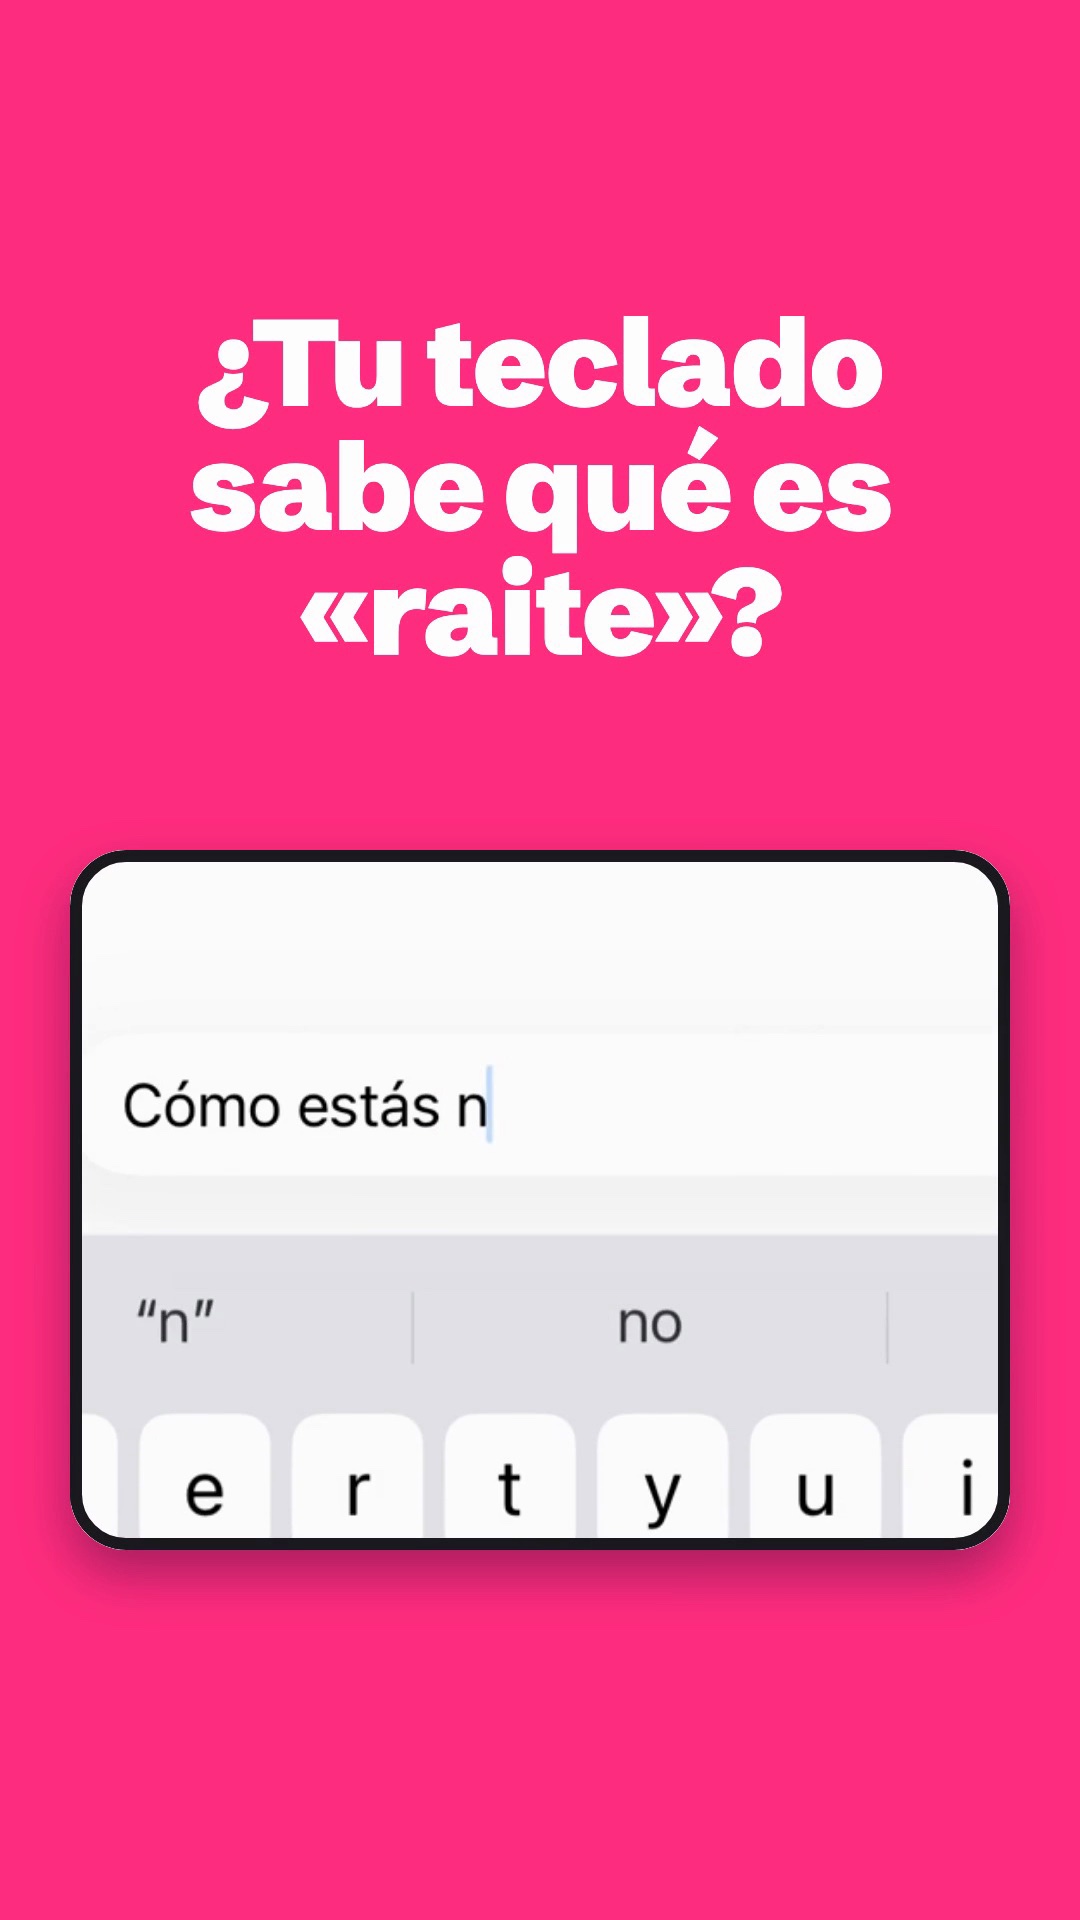 ¿Tu teclado
sabe qué es
«raite»?
Cómo estás n
“n” no
e r t y u i